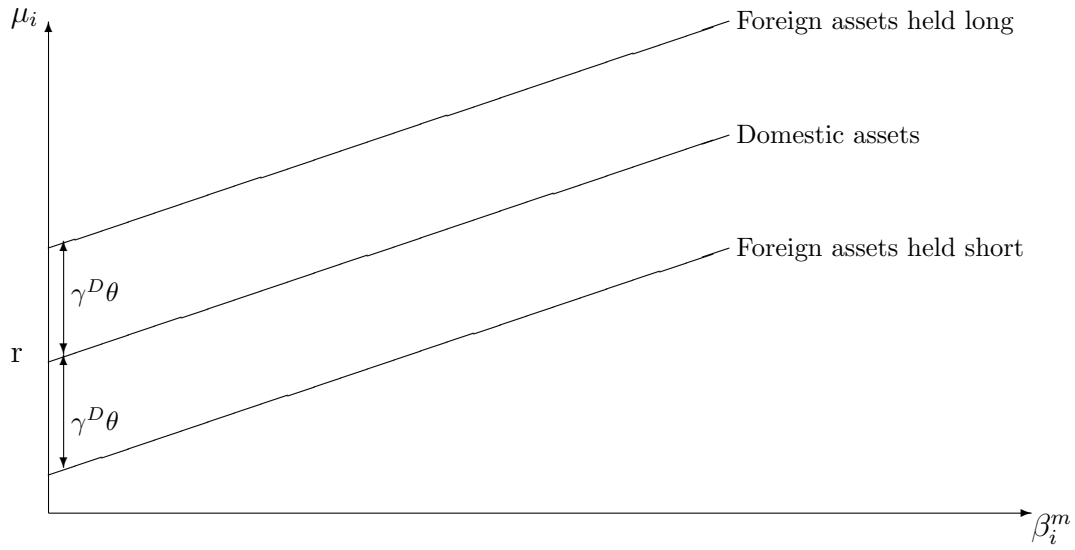 μ_i
Foreign assets held long
Domestic assets
Foreign assets held short
γ^D θ
r
γ^D θ
β_i^m